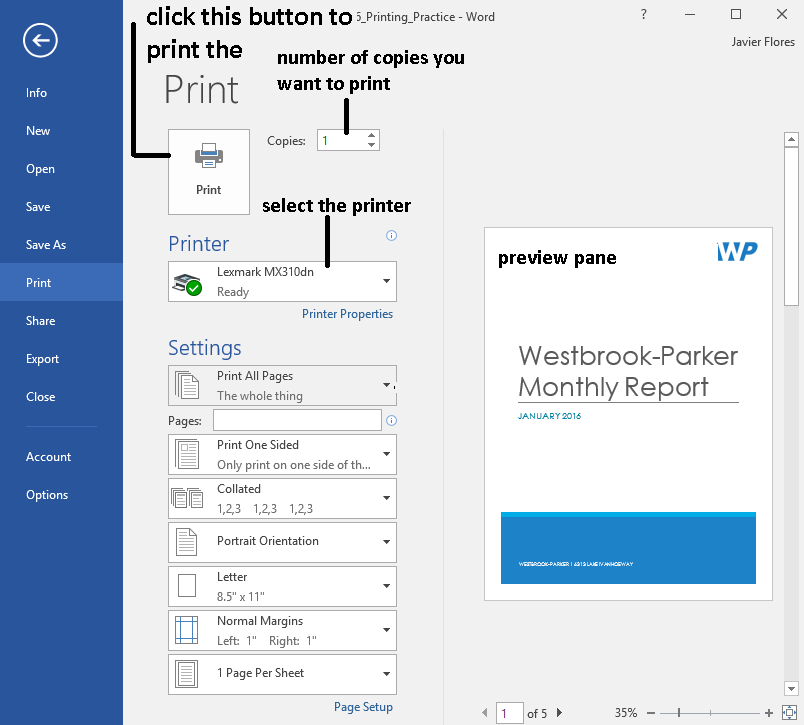 click this button to
5_Printing_Practice - Word
?
print the
number of copies you
want to print
Javier Flores
Info
New
Open
Save
Save As
Print
Share
Export
Close
Account
Options
Print
Copies: 1
Print
select the printer
Printer
Lexmark MX310dn
Ready
Printer Properties
Settings
Print All Pages
The whole thing
Pages:
Print One Sided
Only print on one side of th...
Collated
1,2,3 1,2,3 1,2,3
Portrait Orientation
Letter
8.5" x 11"
Normal Margins
Left: 1" Right: 1"
1 Page Per Sheet
Page Setup
preview pane
WP
Westbrook-Parker
Monthly Report
JANUARY 2016
1 of 5
35%